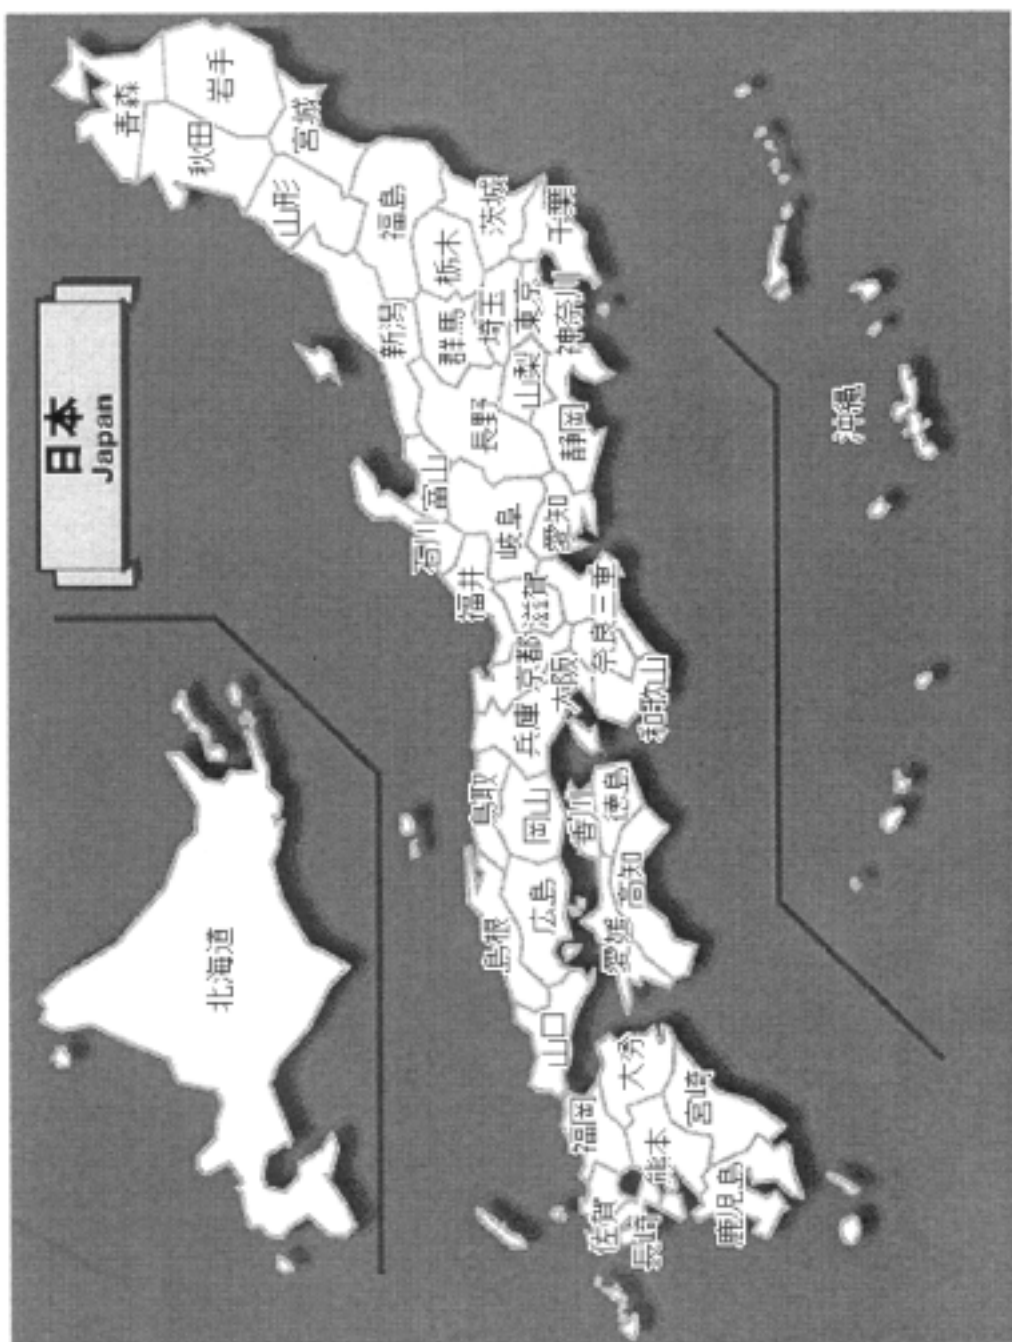 日本
Japan
北海道
青森
岩手
秋田
宮城
山形
福島
新潟
栃木
茨城
群馬
埼玉
千葉
東京
神奈川
山梨
長野
静岡
富山
石川
岐阜
愛知
福井
滋賀
三重
京都
奈良
大阪
和歌山
兵庫
鳥取
岡山
島根
広島
山口
香川
徳島
高知
愛媛
福岡
大分
佐賀
長崎
熊本
宮崎
鹿児島
沖縄